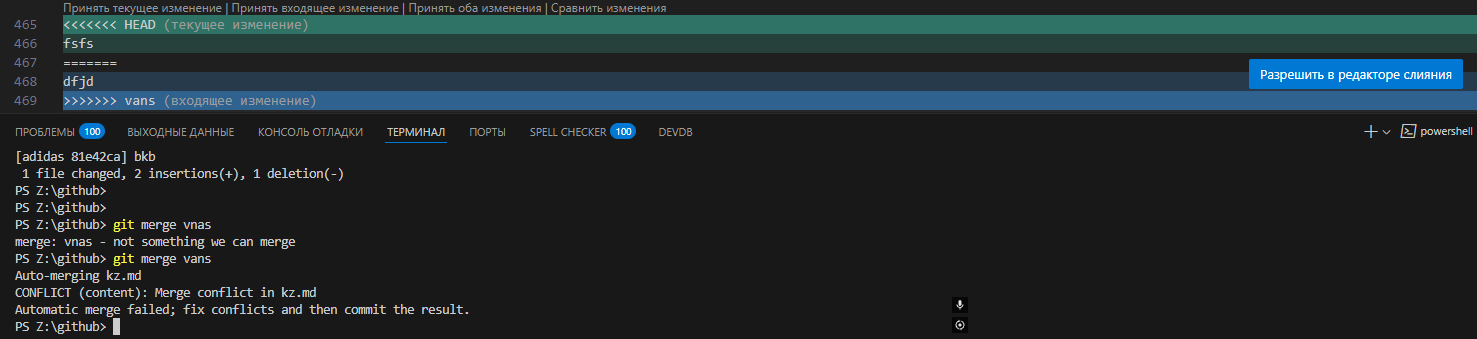 Принять текущее изменение | Принять входящее изменение | Принять оба изменения | Сравнить изменения
465 <<<<<<< HEAD (текущее изменение)
466 fsfs
467 =======
468 dfjd
Разрешить в редакторе слияния
469 >>>>>>> vans (входящее изменение)
ПРОБЛЕМЫ 100 ВЫХОДНЫЕ ДАННЫЕ КОНСОЛЬ ОТЛАДКИ ТЕРМИНАЛ ПОРТЫ SPELL CHECKER 100 DEVDB powershell
[adidas 81e42ca] bkb
1 file changed, 2 insertions(+), 1 deletion(-)
PS Z:\github>
PS Z:\github>
PS Z:\github> git merge vnas
merge: vnas - not something we can merge
PS Z:\github> git merge vans
Auto-merging kz.md
CONFLICT (content): Merge conflict in kz.md
Automatic merge failed; fix conflicts and then commit the result.
PS Z:\github>